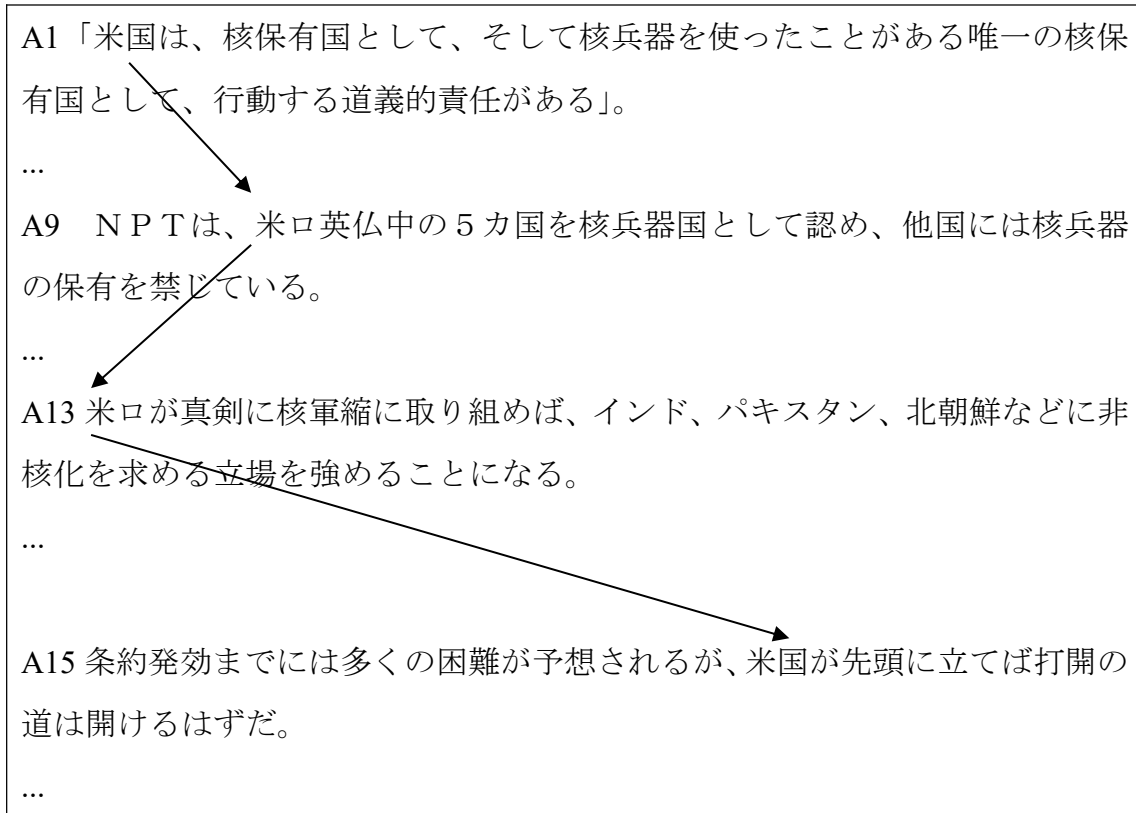 A1「米国は、核保有国として、そして核兵器を使ったことがある唯一の核保
有国として、行動する道義的責任がある」。
...
A9　ＮＰＴは、米ロ英仏中の５カ国を核兵器国として認め、他国には核兵器
の保有を禁じている。
...
A13 米ロが真剣に核軍縮に取り組めば、インド、パキスタン、北朝鮮などに非
核化を求める立場を強めることになる。
...
A15 条約発効までには多くの困難が予想されるが、米国が先頭に立てば打開の
道は開けるはずだ。
...